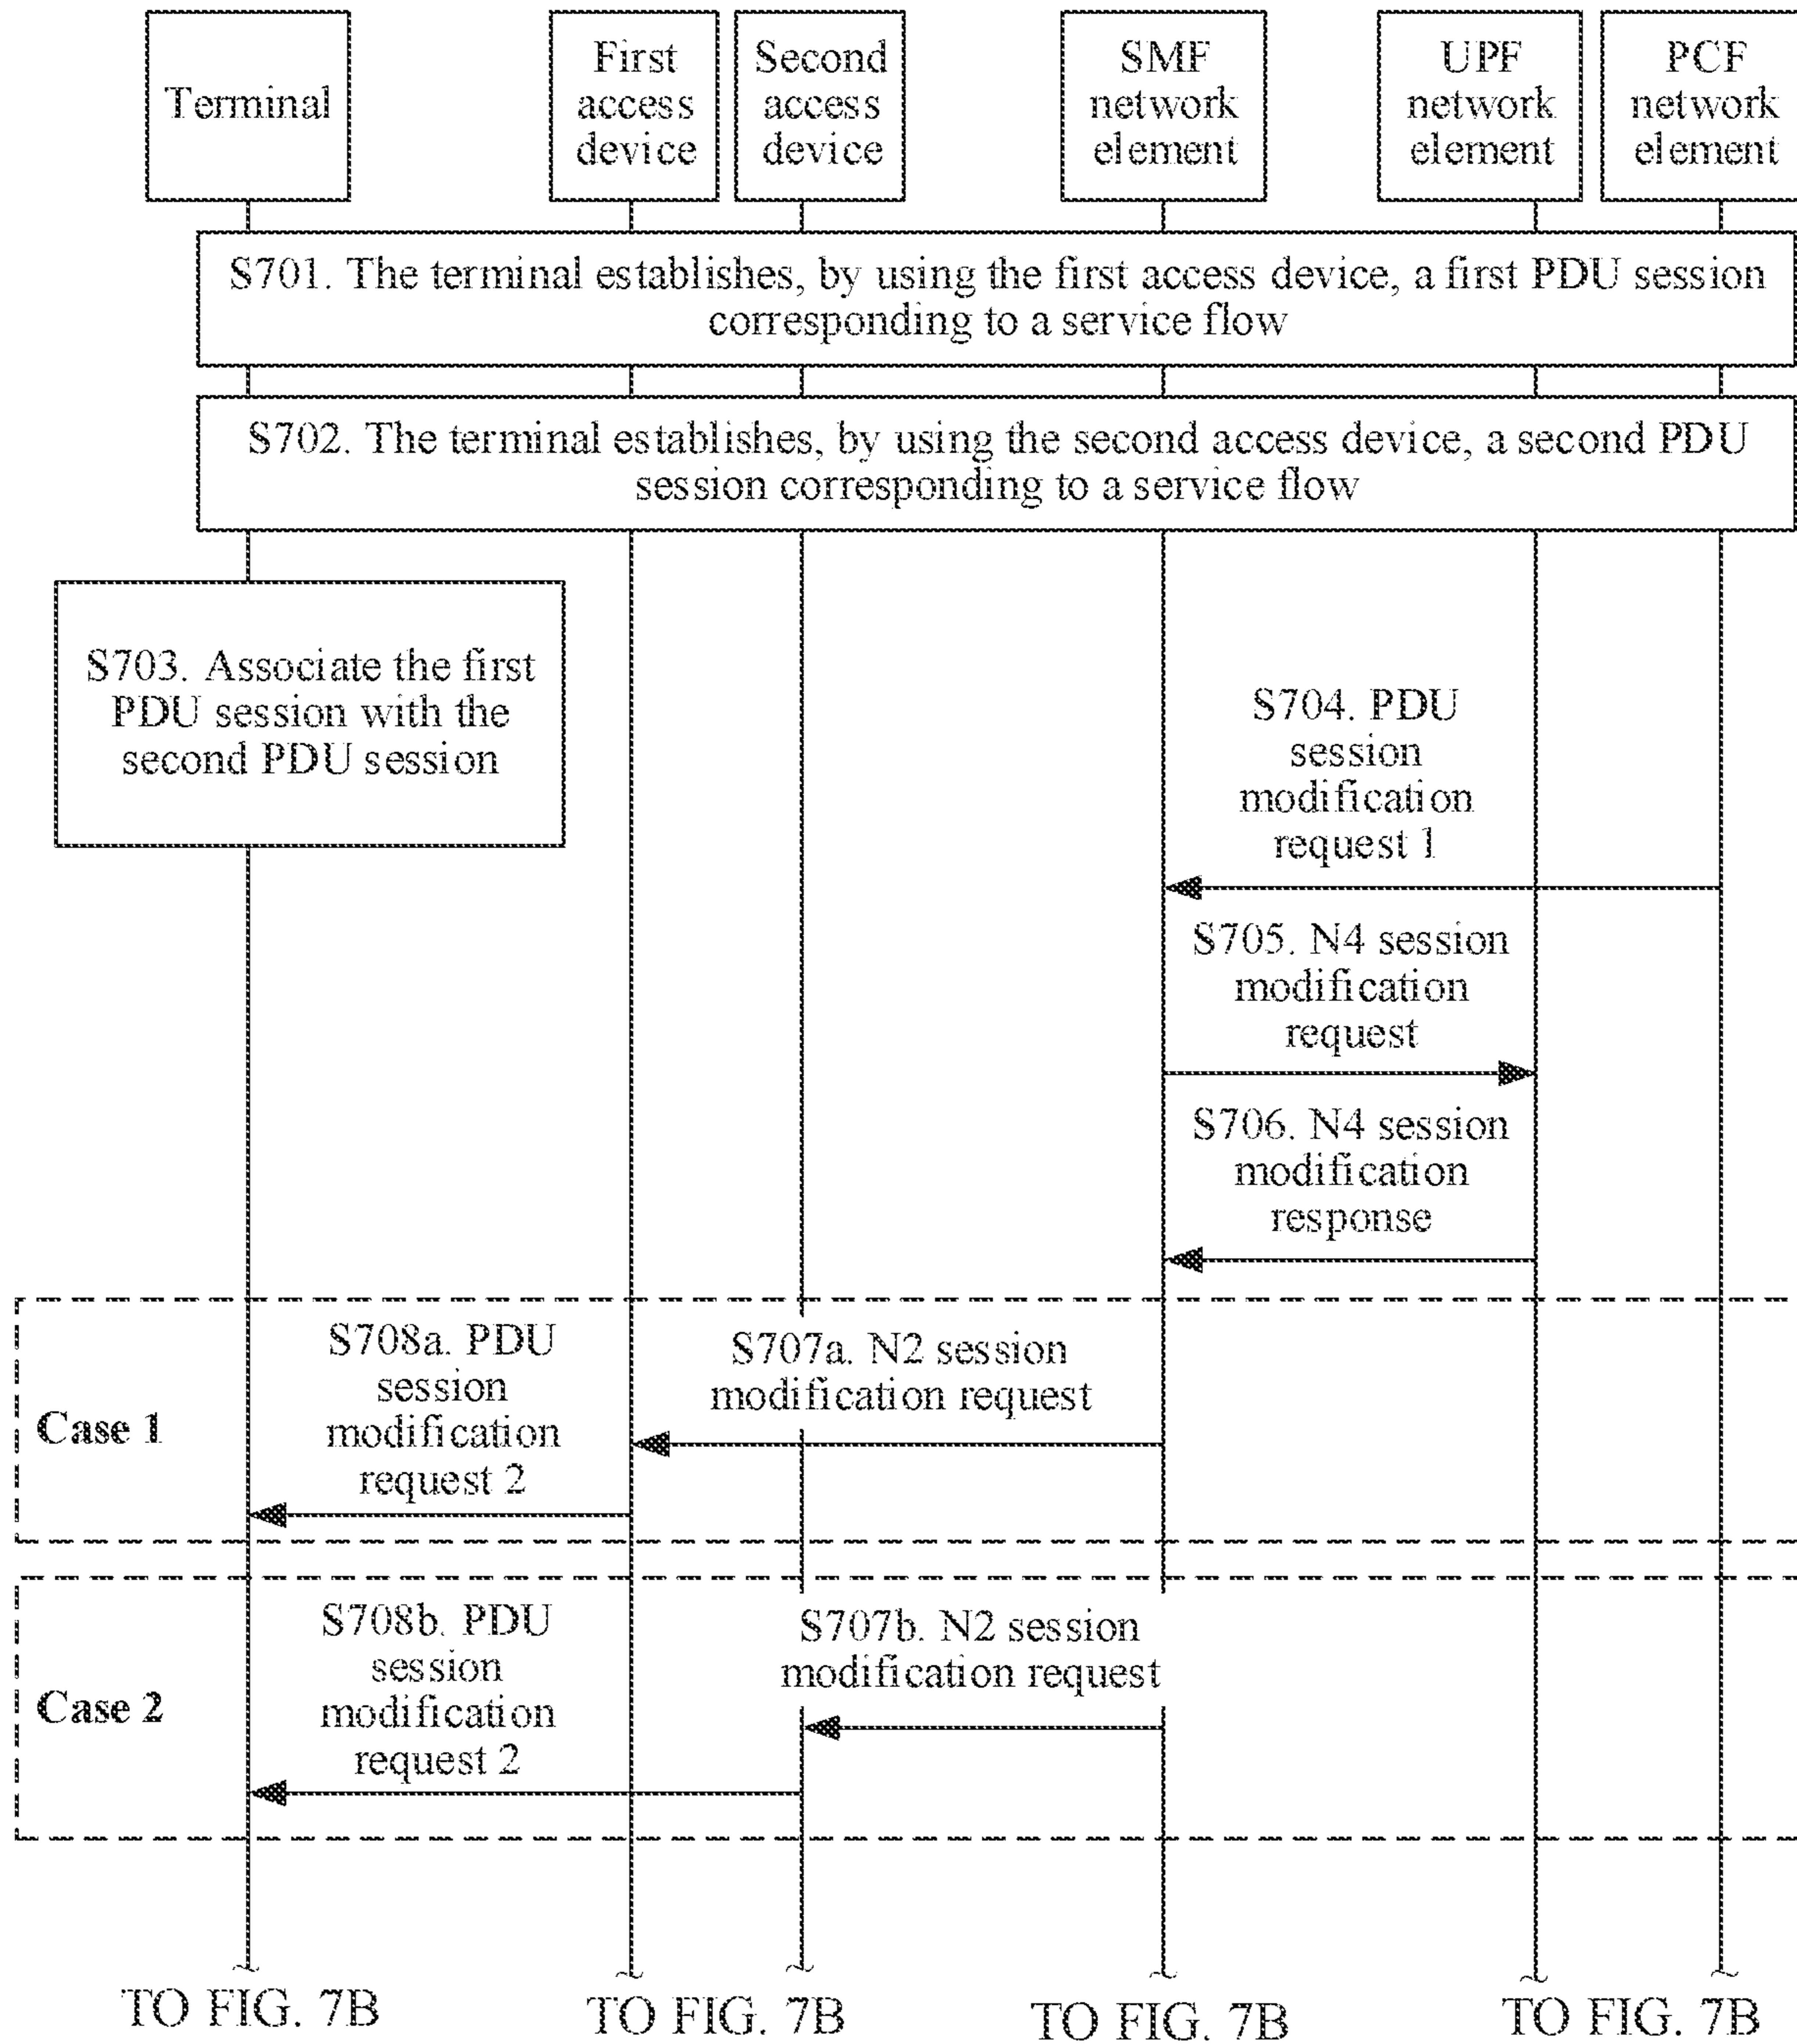 Terminal
First
access
device
Second
access
device
SMF
network
element
UPF
network
element
PCF
network
element
S701. The terminal establishes, by using the first access device, a first PDU session
corresponding to a service flow
S702. The terminal establishes, by using the second access device, a second PDU
session corresponding to a service flow
S703. Associate the first
PDU session with the
second PDU session
S704. PDU
session
modification
request 1
S705. N4 session
modification
request
S706. N4 session
modification
response
Case 1
S708a. PDU
session
modification
request 2
S707a. N2 session
modification request
Case 2
S708b. PDU
session
modification
request 2
S707b. N2 session
modification request
TO FIG. 7B
TO FIG. 7B
TO FIG. 7B
TO FIG. 7B